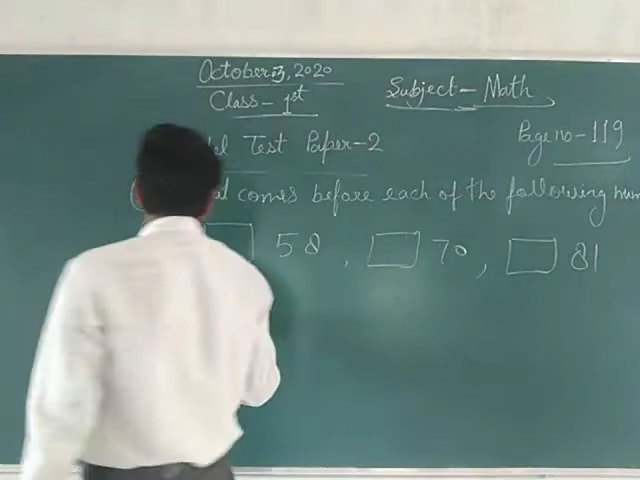 October 13, 2020
Subject - Math
Class - 1st
Test Paper-2
Page no - 119
comes before each of the following
58, 70, 81